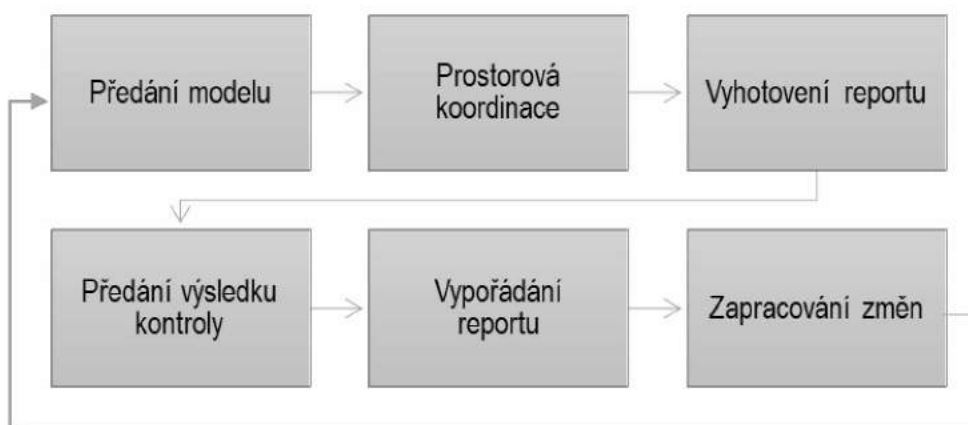 Předání modelu
Prostorová
koordinace
Vyhotovení reportu
Předání výsledku
kontroly
Vypořádání
reportu
Zapracování změn